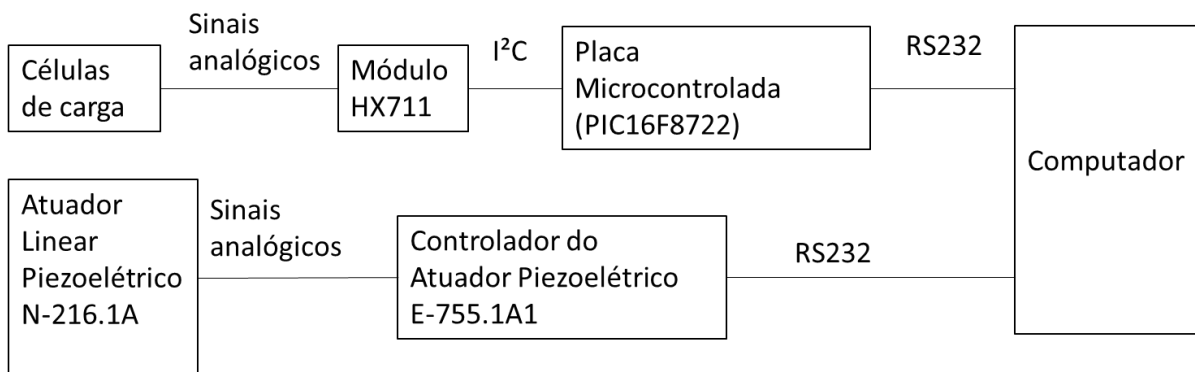 Células
de carga
Sinais
analógicos
Módulo
HX711
I²C
Placa
Microcontrolada
(PIC16F8722)
RS232
Computador
Atuador
Linear
Piezoelétrico
N-216.1A
Sinais
analógicos
Controlador do
Atuador Piezoelétrico
E-755.1A1
RS232